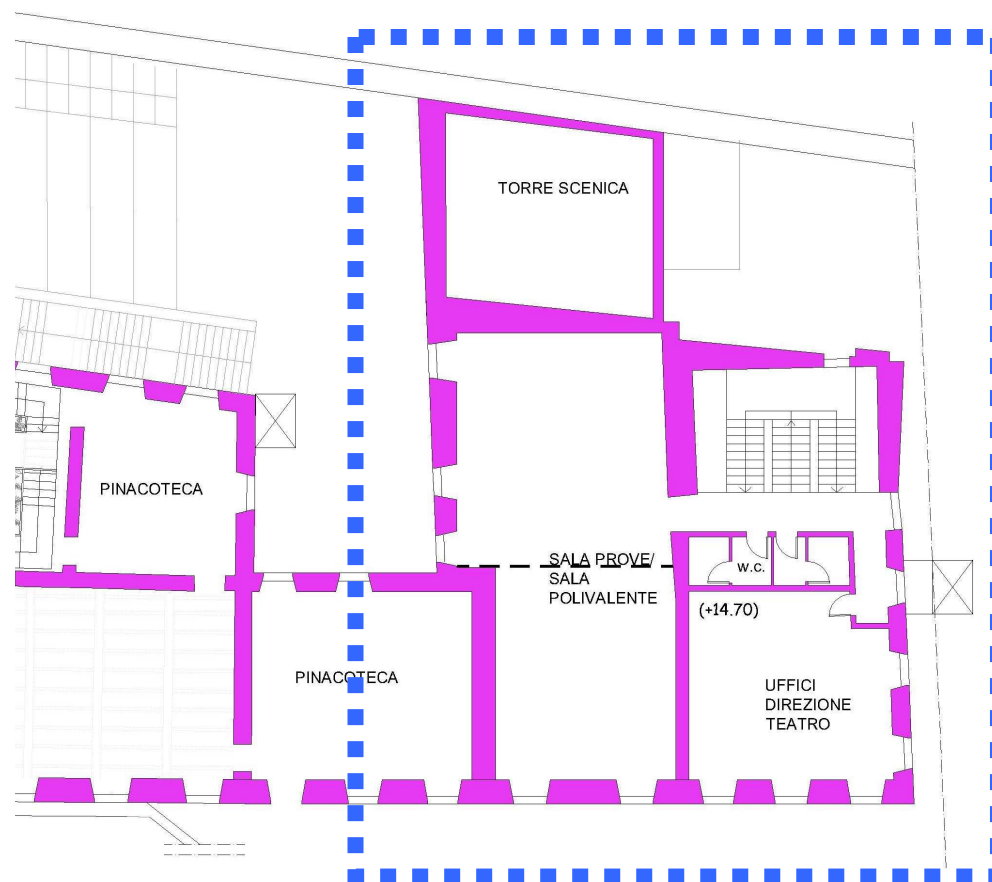 TORRE SCENICA
PINACOTECA
SALA PROVE/
SALA
POLIVALENTE
W.C.
(+14.70)
PINACOTECA
UFFICI
DIREZIONE
TEATRO